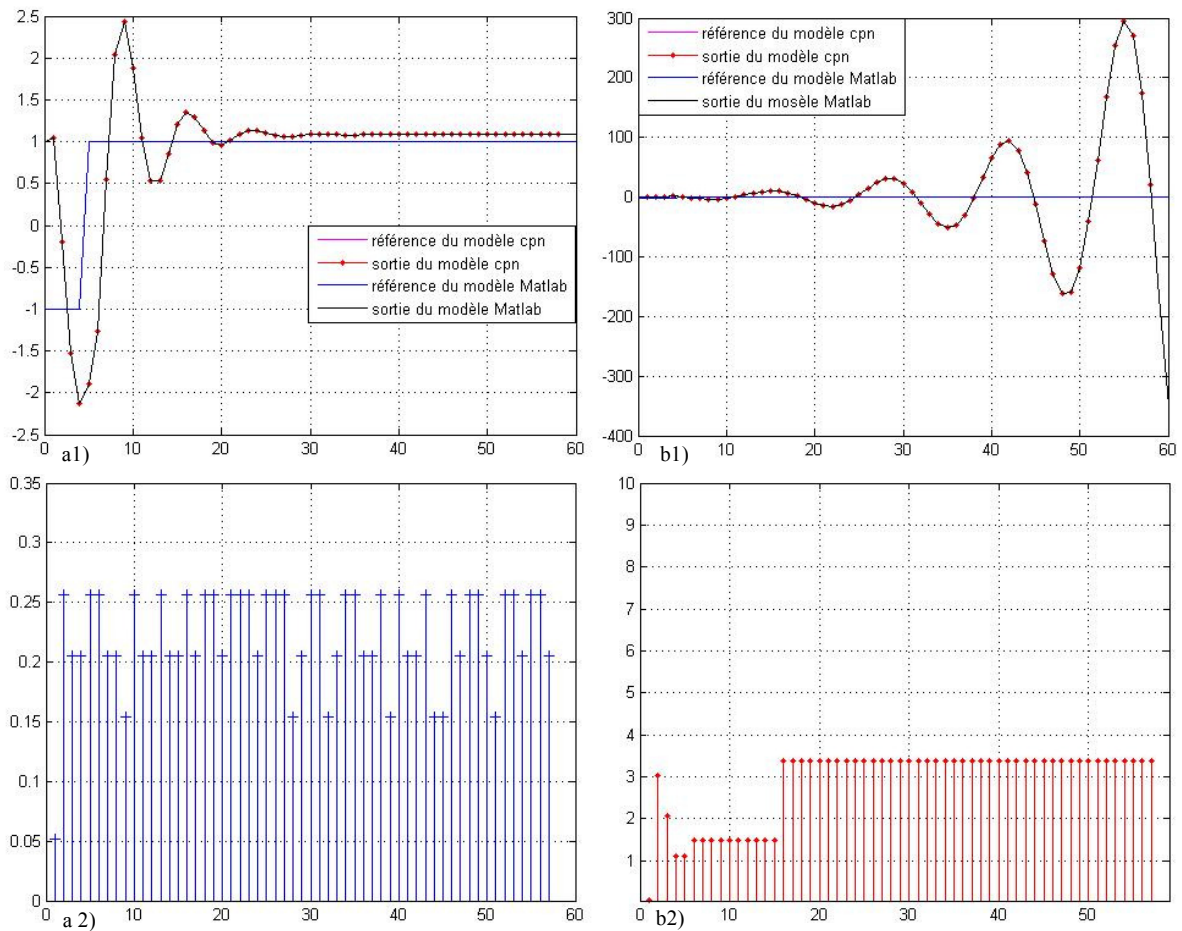 2.5
2
1.5
1
0.5
0
-0.5
-1
-1.5
-2
-2.5
référence du modèle cpn
sortie du modèle cpn
référence du modèle Matlab
sortie du modèle Matlab
0 10 20 30 40 50 60
a1)
300
200
100
0
-100
-200
-300
-400
référence du modèle cpn
sortie du modèle cpn
référence du modèle Matlab
sortie du mosèle Matlab
0 10 20 30 40 50 60
b1)
0.35
0.3
0.25
0.2
0.15
0.1
0.05
0
0 10 20 30 40 50 60
a 2)
10
9
8
7
6
5
4
3
2
1
0 10 20 30 40 50
b2)